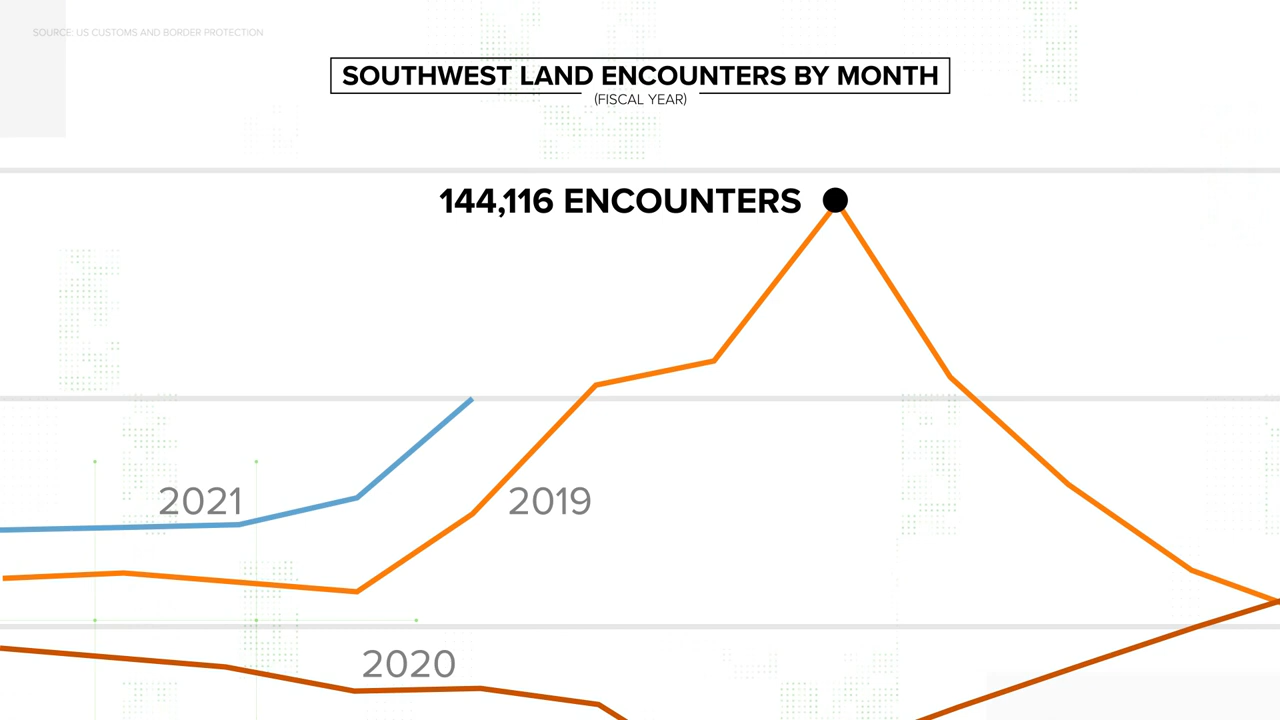 SOURCE: US CUSTOMS AND BORDER PROTECTION
SOUTHWEST LAND ENCOUNTERS BY MONTH
(FISCAL YEAR)
144,116 ENCOUNTERS
2021
2019
2020